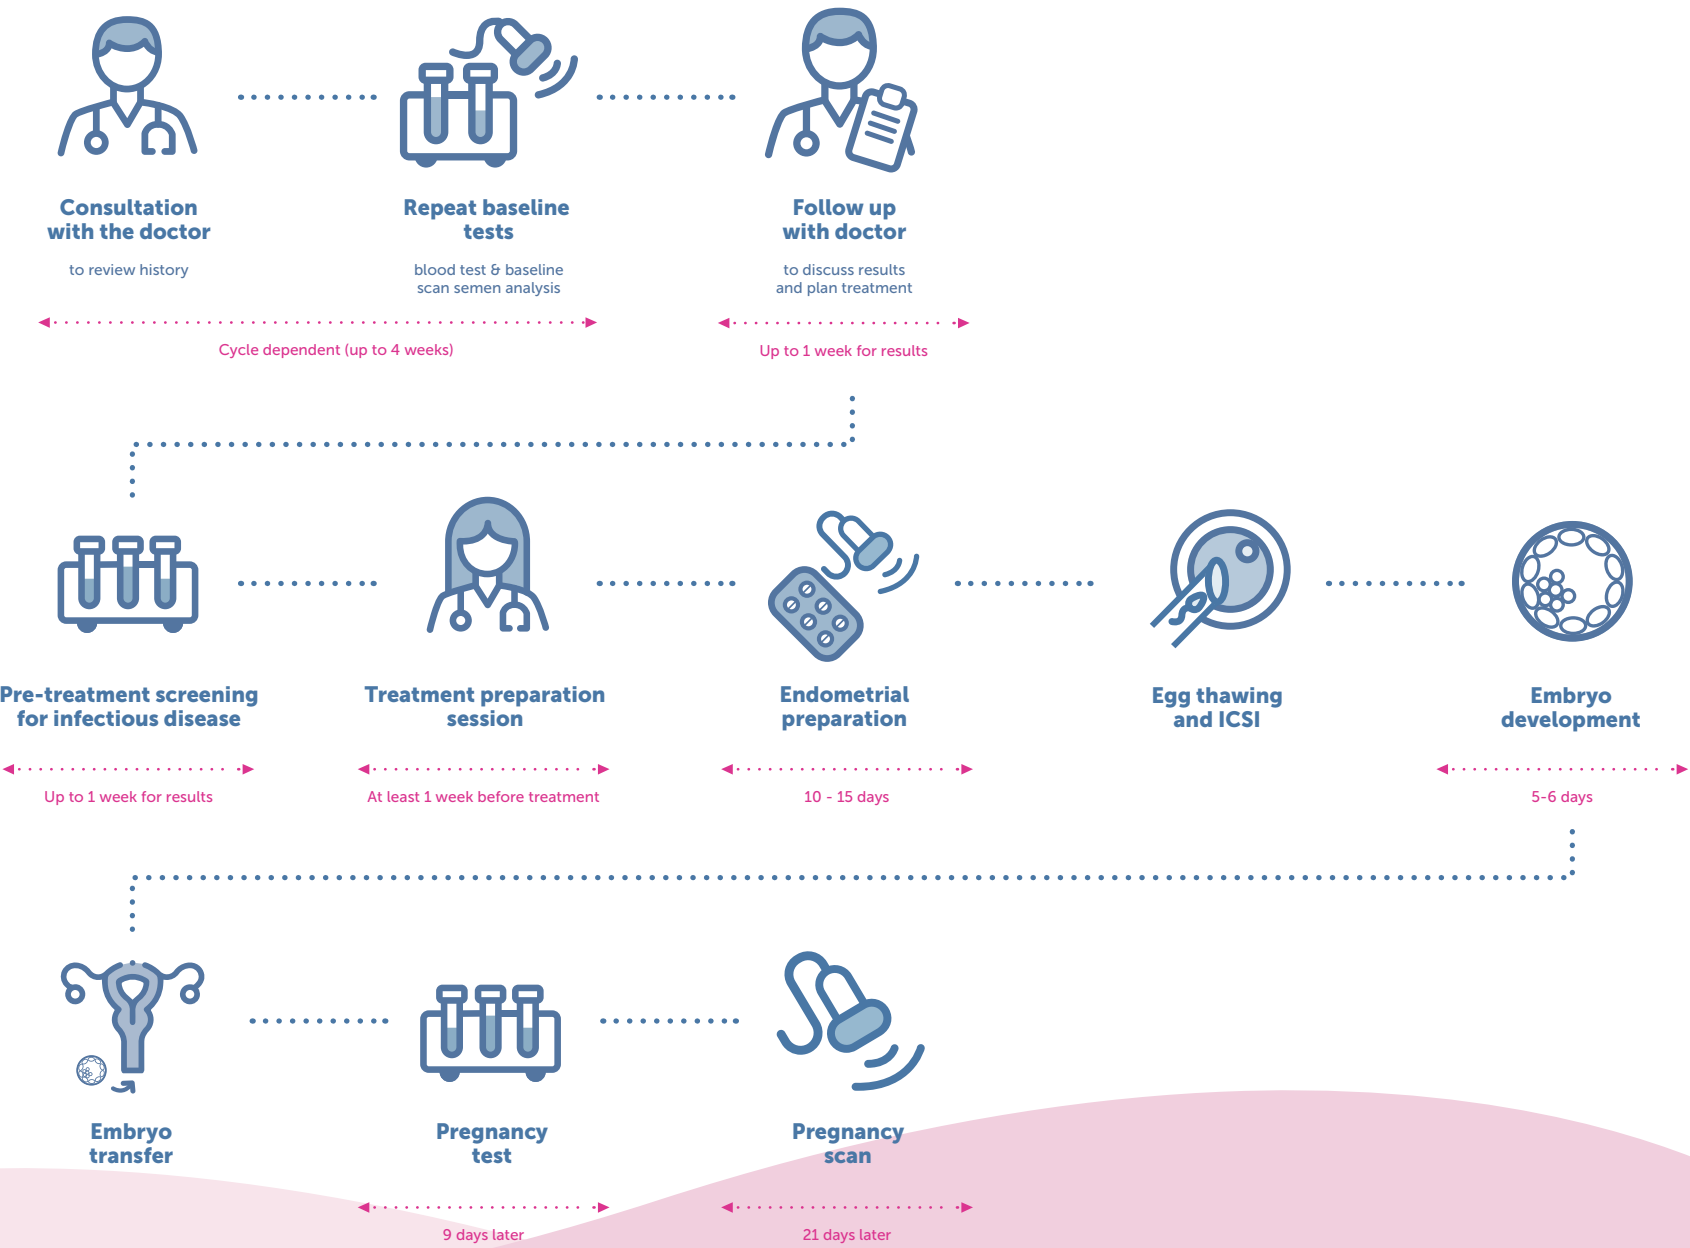 Consultation
with the doctor
to review history
Repeat baseline
tests
blood test & baseline
scan semen analysis
Follow up
with doctor
to discuss results
and plan treatment
Cycle dependent (up to 4 weeks)
Up to 1 week for results
Pre-treatment screening
for infectious disease
Treatment preparation
session
Endometrial
preparation
Egg thawing
and ICSI
Embryo
development
Up to 1 week for results
At least 1 week before treatment
10 - 15 days
5-6 days
Embryo
transfer
Pregnancy
test
Pregnancy
scan
9 days later
21 days later